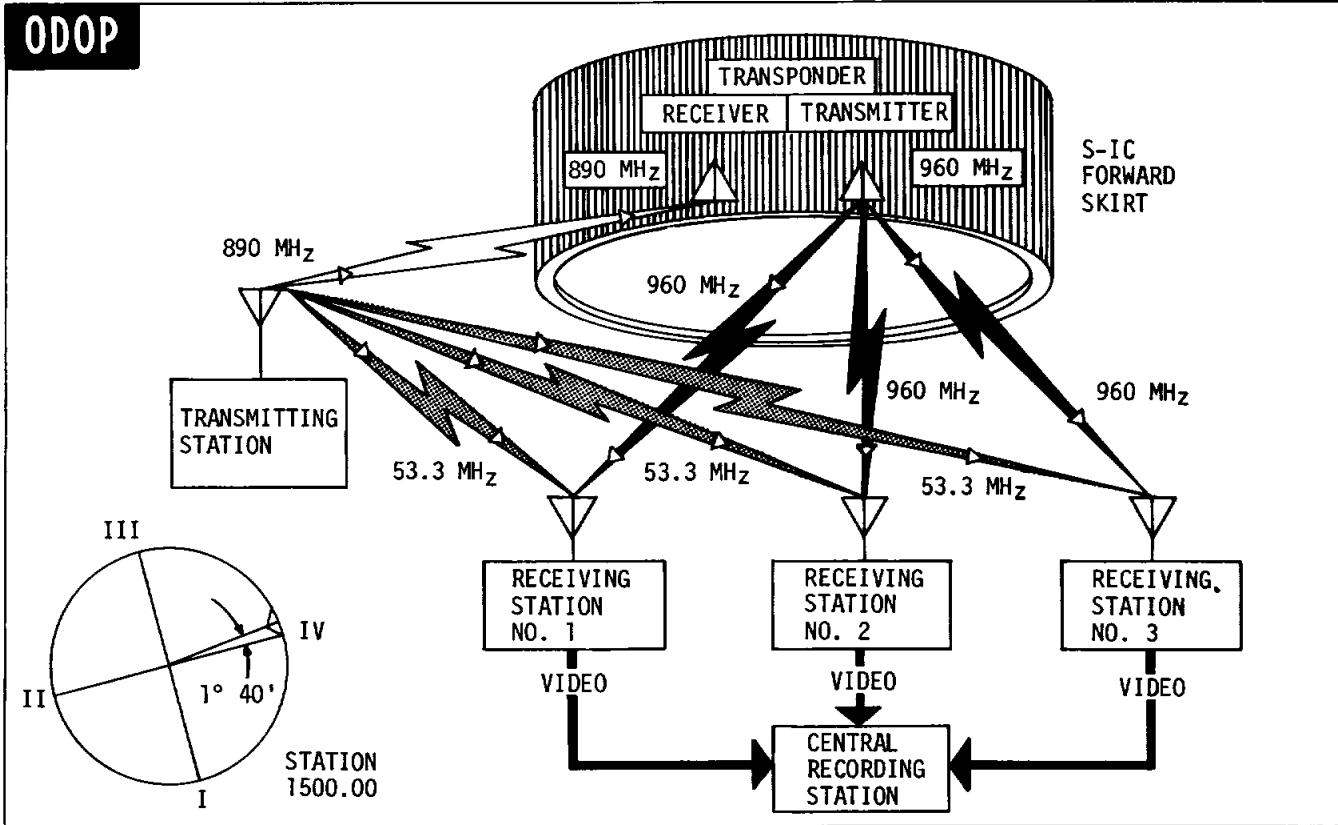 ODOP
TRANSPONDER
RECEIVER
TRANSMITTER
890 MHz
960 MHz
S-IC
FORWARD
SKIRT
890 MHz
960 MHz
960 MHz
960 MHz
TRANSMITTING
STATION
53.3 MHz
53.3 MHz
53.3 MHz
III
IV
II
1° 40'
I
STATION
1500.00
RECEIVING
STATION
NO. 1
RECEIVING
STATION
NO. 2
RECEIVING
STATION
NO. 3
VIDEO
VIDEO
VIDEO
CENTRAL
RECORDING
STATION